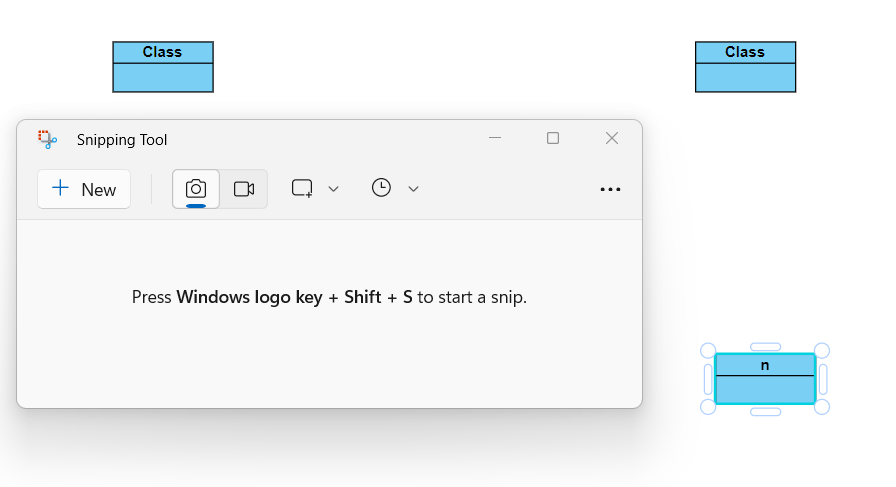 Class
Class
Snipping Tool
New
Press Windows logo key + Shift + S to start a snip.
n